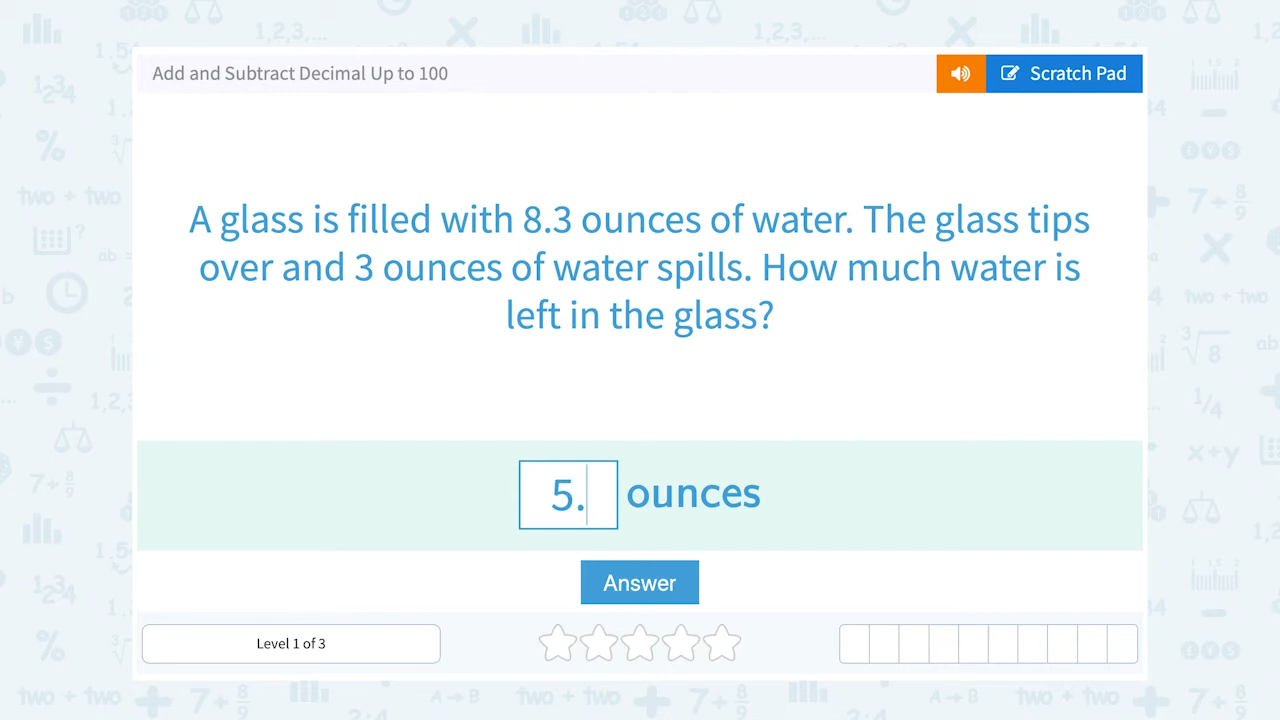 Add and Subtract Decimal Up to 100
Scratch Pad
A glass is filled with 8.3 ounces of water. The glass tips
over and 3 ounces of water spills. How much water is
left in the glass?
5. ounces
Answer
Level 1 of 3